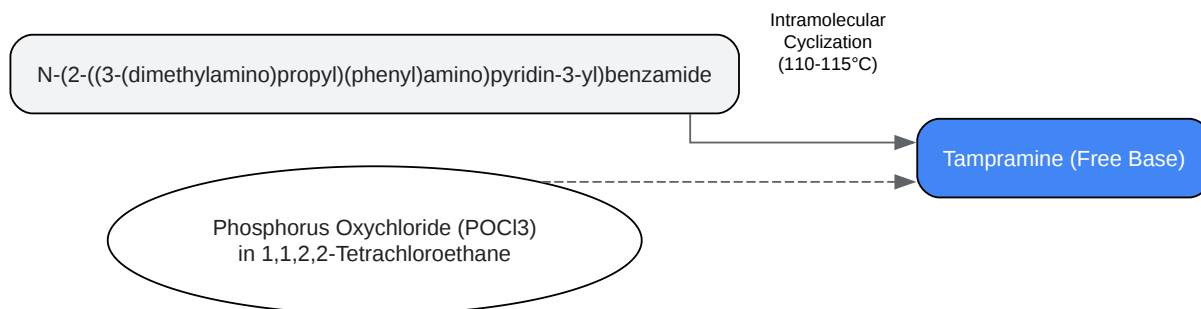 Intramolecular
Cyclization
(110-115°C)
N-(2-((3-(dimethylamino)propyl)(phenyl)amino)pyridin-3-yl)benzamide
Tampramine (Free Base)
Phosphorus Oxychloride (POCl3)
in 1,1,2,2-Tetrachloroethane